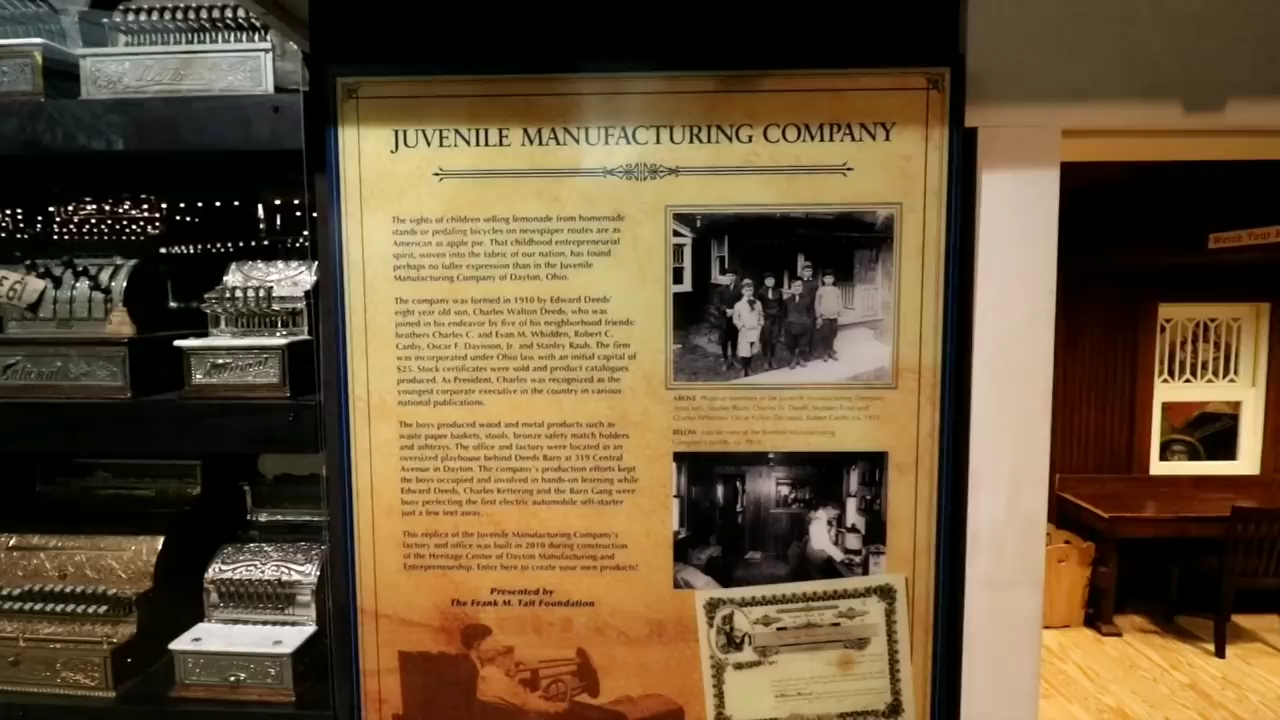 JUVENILE MANUFACTURING COMPANY
The sights of children selling lemonade from homemade
stands or pedaling bicycles on newspaper routes are as
American as apple pie. That childhood entrepreneurial
spirit, woven into the fabric of our nation, has found
perhaps no fuller expression than in the Juvenile
Manufacturing Company of Dayton, Ohio.
The company was formed in 1910 by Edward Deeds'
eight year old son, Charles Walton Deeds, who was
joined in his endeavor by five of his neighborhood friends:
brothers Charles C. and Evan M. Whidden, Robert C.
Canby, Oscar F. Davisson, Jr. and Stanley Rauh. The firm
was incorporated under Ohio law with an initial capital of
$25. Stock certificates were sold and product catalogues
produced. As President, Charles was recognized as the
youngest corporate executive in the country in various
national publications.
The boys produced wood and metal products such as
waste paper baskets, stools, bronze safety match holders
and ashtrays. The office and factory were located in an
oversized playhouse behind Deeds Barn at 319 Central
Avenue in Dayton. The company's production efforts kept
the boys occupied and involved in hands-on learning while
Edward Deeds, Charles Kettering and the Barn Gang were
busy perfecting the first electric automobile self-starter
just a few feet away...
This replica of the Juvenile Manufacturing Company's
factory and office was built in 2010 during construction
of the Heritage Center of Dayton Manufacturing and
Entrepreneurship. Enter here to create your own products!
Presented by
The Frank M. Tait Foundation
ABOVE:
BELOW:
National
National
National
Watch Your